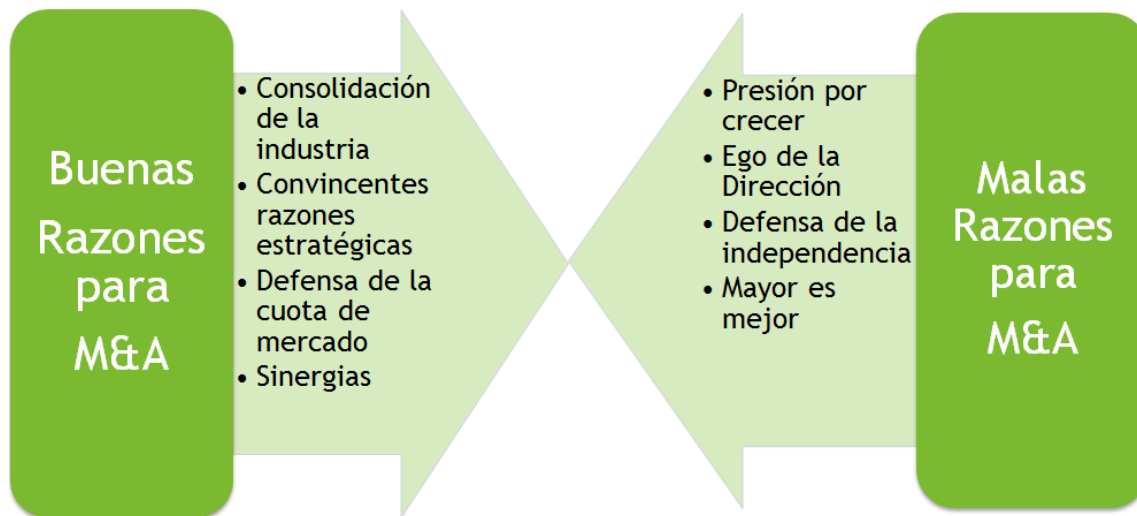 Buenas
Razones
para
M&A
• Consolidación
de la
industria
• Convincentes
razones
estratégicas
• Defensa de la
cuota de
mercado
• Sinergias
• Presión por
crecer
• Ego de la
Dirección
• Defensa de la
independencia
• Mayor es
mejor
Malas
Razones
para
M&A